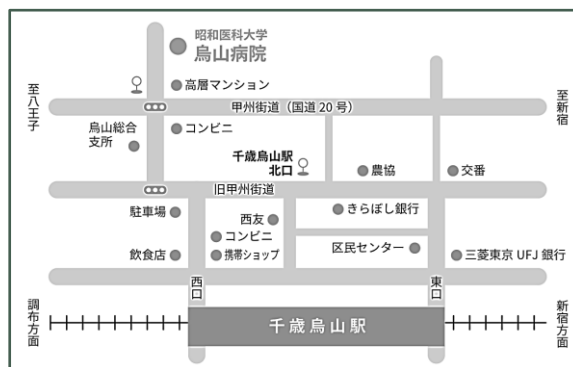 昭和医科大学
烏山病院
高層マンション
至八王子
甲州街道（国道20号）
至新宿
コンビニ
烏山総合
支所
千歳烏山駅
北口
農協
交番
旧甲州街道
駐車場
西友
きらぼし銀行
コンビニ
区民センター
飲食店
携帯ショップ
三菱東京UFJ銀行
西口
東口
調布方面
千歳烏山駅
新宿方面